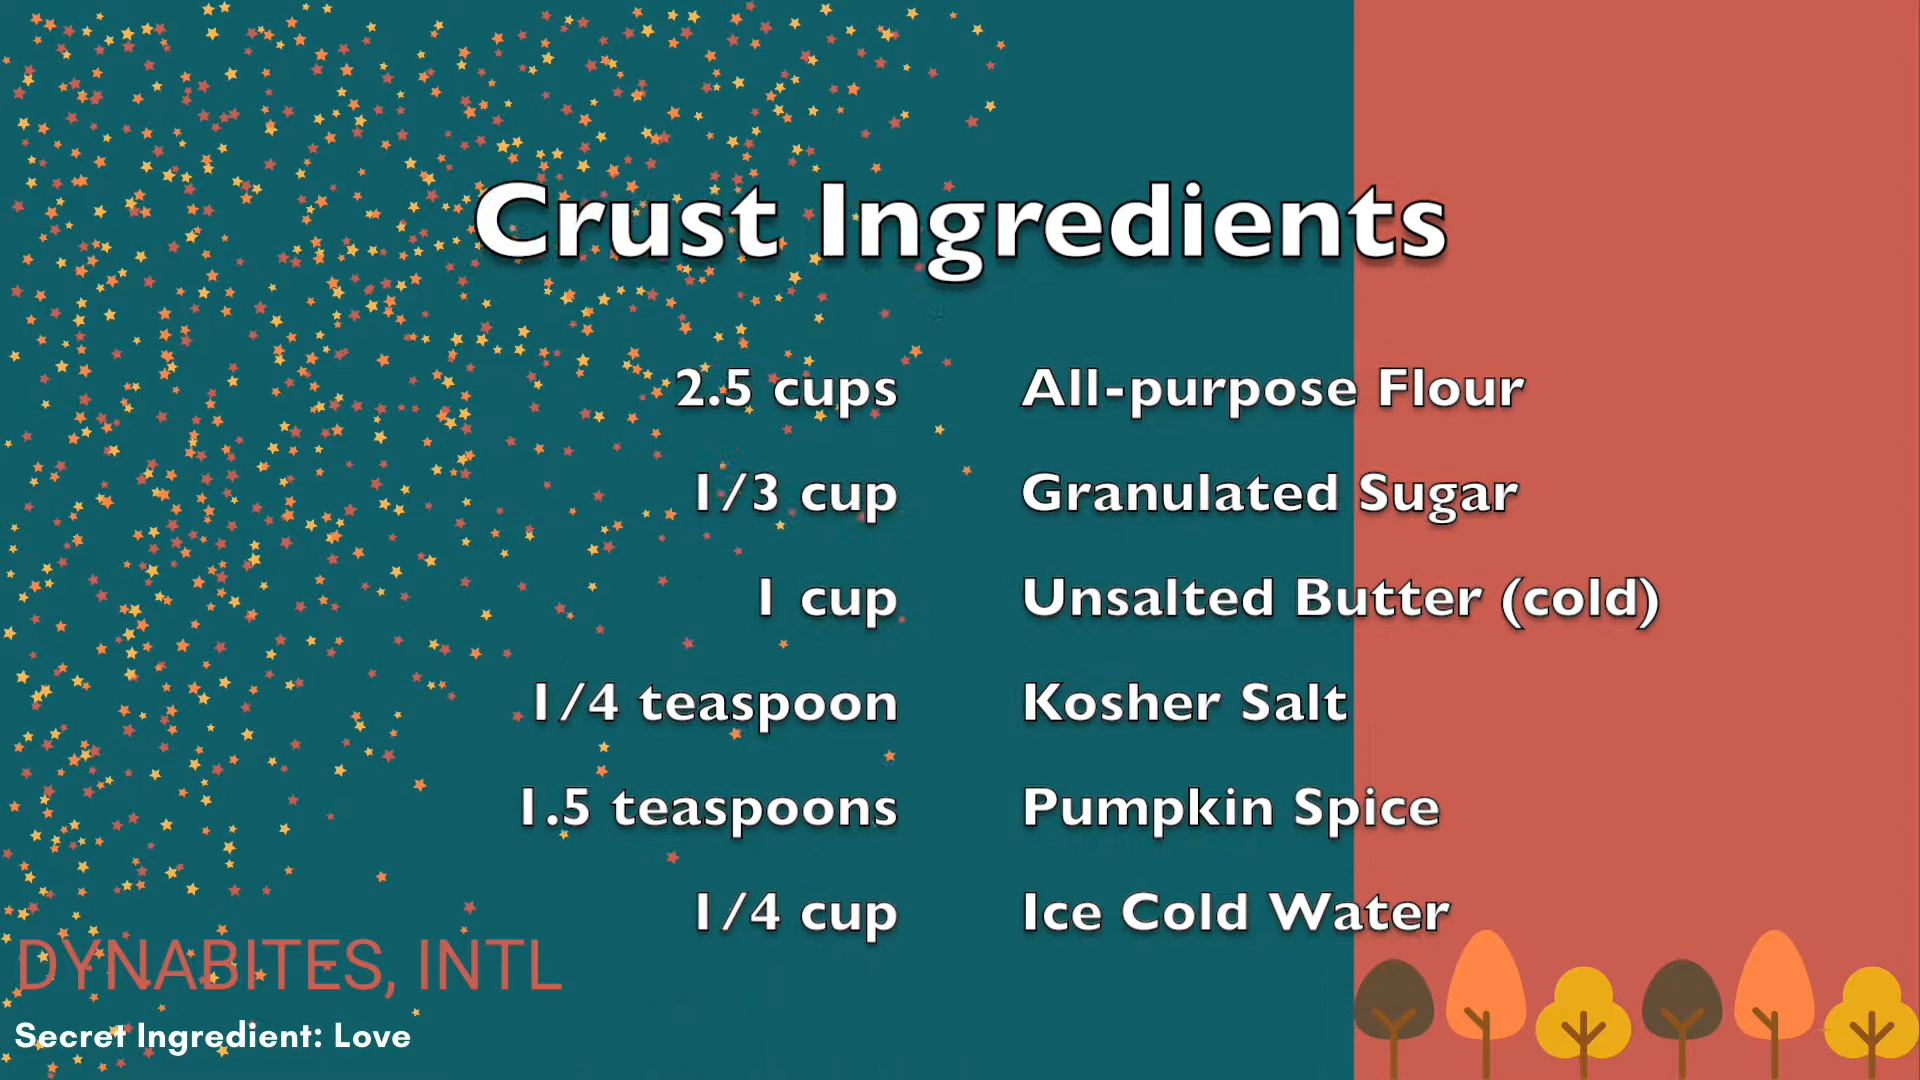 Crust Ingredients
2.5 cups All-purpose Flour
1/3 cup Granulated Sugar
1 cup Unsalted Butter (cold)
1/4 teaspoon Kosher Salt
1.5 teaspoons Pumpkin Spice
1/4 cup Ice Cold Water
DYNABITES, INTL
Secret Ingredient: Love